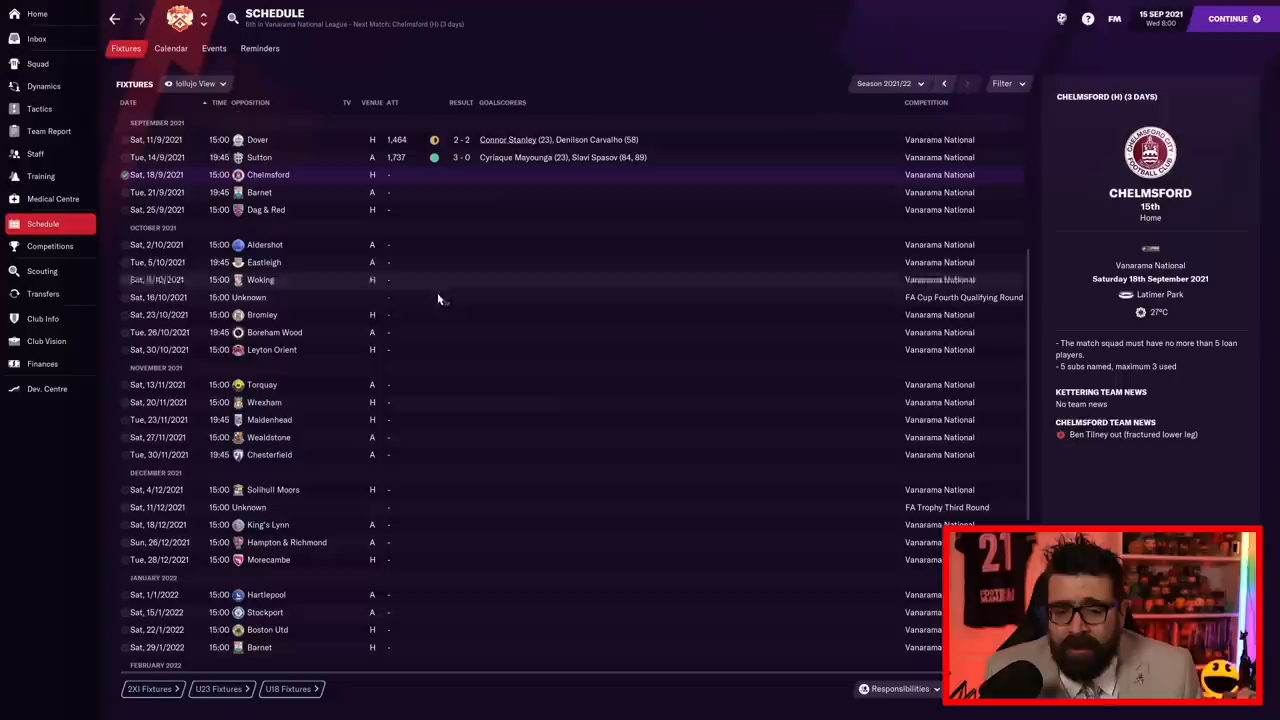 Home
Inbox
Squad
Dynamics
Tactics
Team Report
Staff
Training
Medical Centre
Schedule
Competitions
Scouting
Transfers
Club Info
Club Vision
Finances
Dev. Centre
SCHEDULE
6th in Vanarama National League - Next Match: Chelmsford (H) (3 days)
FM
15 SEP 2021
Wed 8:00
CONTINUE
Fixtures Calendar Events Reminders
FIXTURES lollujo View Season 2021/22 Filter
DATE TIME OPPOSITION TV VENUE ATT RESULT GOALSCORERS COMPETITION
SEPTEMBER 2021
Sat, 11/9/2021 15:00 Dover H 1,464 2 - 2 Connor Stanley (23), Denilson Carvalho (58) Vanarama National
Tue, 14/9/2021 19:45 Sutton A 1,737 3 - 0 Cyriaque Mayounga (23), Slavi Spasov (84, 89) Vanarama National
Sat, 18/9/2021 15:00 Chelmsford H - Vanarama National
Tue, 21/9/2021 19:45 Barnet A - Vanarama National
Sat, 25/9/2021 15:00 Dag & Red H - Vanarama National
OCTOBER 2021
Sat, 2/10/2021 15:00 Aldershot A - Vanarama National
Tue, 5/10/2021 19:45 Eastleigh A - Vanarama National
15:00 Woking H - Vanarama National
Sat, 16/10/2021 15:00 Unknown - FA Cup Fourth Qualifying Round
Sat, 23/10/2021 15:00 Bromley H - Vanarama National
Tue, 26/10/2021 19:45 Boreham Wood A - Vanarama National
Sat, 30/10/2021 15:00 Leyton Orient H - Vanarama National
NOVEMBER 2021
Sat, 13/11/2021 15:00 Torquay A - Vanarama National
Sat, 20/11/2021 15:00 Wrexham H - Vanarama National
Tue, 23/11/2021 19:45 Maidenhead H - Vanarama National
Sat, 27/11/2021 15:00 Wealdstone A - Vanarama National
Tue, 30/11/2021 19:45 Chesterfield A - Vanarama National
DECEMBER 2021
Sat, 4/12/2021 15:00 Solihull Moors H - Vanarama National
Sat, 11/12/2021 15:00 Unknown - FA Trophy Third Round
Sat, 18/12/2021 15:00 King's Lynn A - Vanarama National
Sun, 26/12/2021 15:00 Hampton & Richmond A - Vanarama
Tue, 28/12/2021 15:00 Morecambe H - Vanarama
JANUARY 2022
Sat, 1/1/2022 15:00 Hartlepool A - Vanarama
Sat, 15/1/2022 15:00 Stockport A - Vanarama
Sat, 22/1/2022 15:00 Boston Utd H - Vanarama
Sat, 29/1/2022 15:00 Barnet H - Vanarama
FEBRUARY 2022
2XI Fixtures U23 Fixtures U18 Fixtures Responsibilities
CHELMSFORD (H) (3 DAYS)
CHELMSFORD
15th
Home
Vanarama National
Saturday 18th September 2021
Latimer Park
27°C
- The match squad must have no more than 5 loan
players.
- 5 subs named, maximum 3 used
KETTERING TEAM NEWS
No team news
CHELMSFORD TEAM NEWS
Ben Tilney out (fractured lower leg)
21